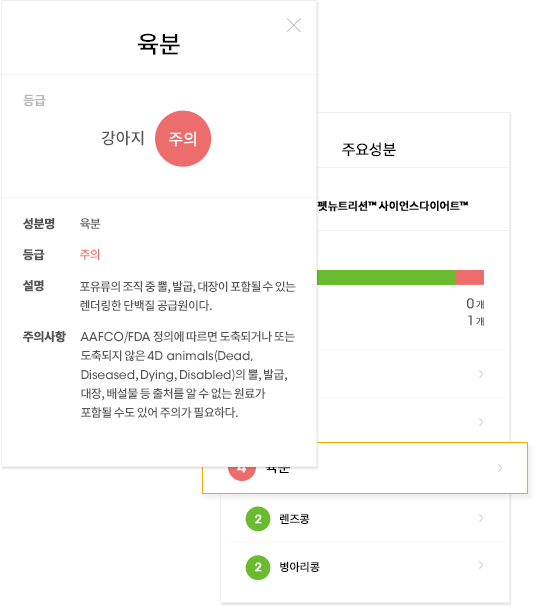 육분
등급
강아지
주의
성분명
육분
등급
주의
설명
포유류의 조직 중 뿔, 발굽, 대장이 포함될 수 있는
렌더링한 단백질 공급원이다.
주의사항
AAFCO/FDA 정의에 따르면 도축되거나 또는
도축되지 않은 4D animals(Dead,
Diseased, Dying, Disabled)의 뿔, 발굽,
대장, 배설물 등 출처를 알 수 없는 원료가
포함될 수도 있어 주의가 필요하다.
주요성분
펫뉴트리션™ 사이언스다이어트™
0개
1개
4 육분
2 렌즈콩
2 병아리콩